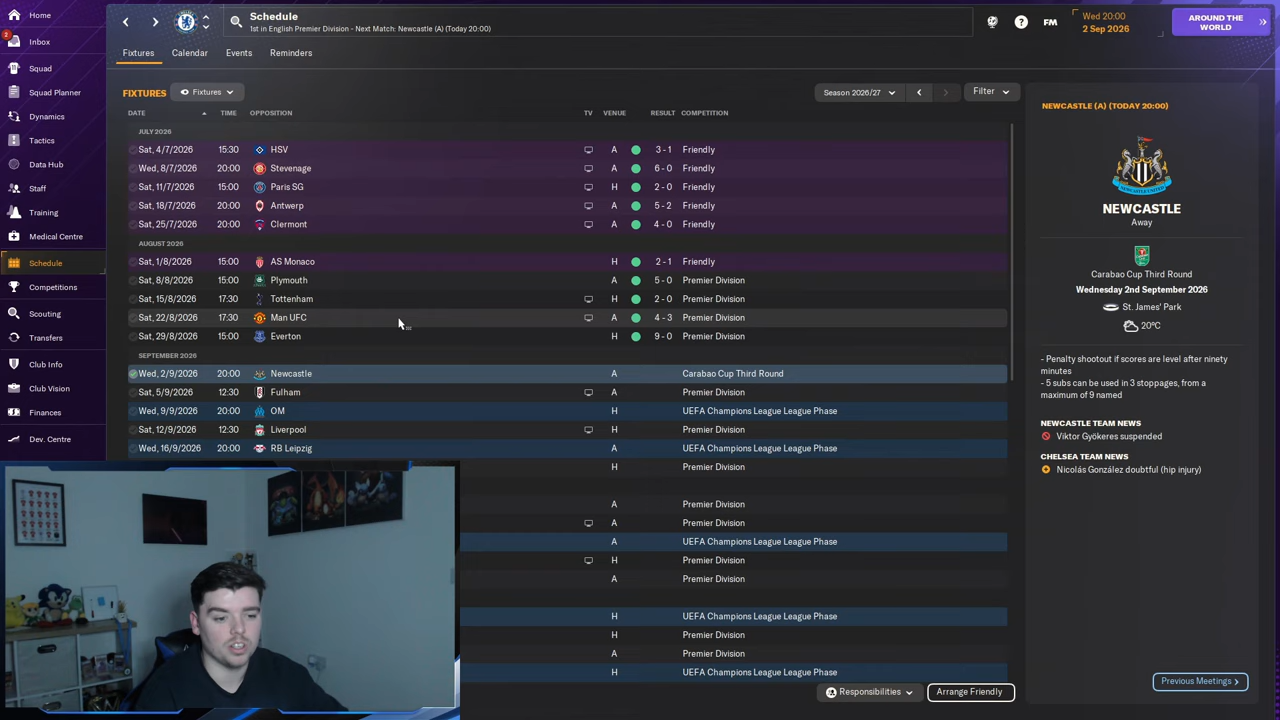 Home
2
Inbox
Squad
Squad Planner
Dynamics
Tactics
Data Hub
Staff
Training
Medical Centre
Schedule
Competitions
Scouting
Transfers
Club Info
Club Vision
Finances
Dev. Centre
Schedule
1st in English Premier Division - Next Match: Newcastle (A) (Today 20:00)
?
FM
Wed 20:00
2 Sep 2026
AROUND THE
WORLD
Fixtures
Calendar
Events
Reminders
FIXTURES
Fixtures
Season 2026/27
Filter
DATE TIME OPPOSITION TV VENUE RESULT COMPETITION
JULY 2026
Sat, 4/7/2026 15:30 HSV A 3 - 1 Friendly
Wed, 8/7/2026 20:00 Stevenage A 6 - 0 Friendly
Sat, 11/7/2026 15:00 Paris SG H 2 - 0 Friendly
Sat, 18/7/2026 20:00 Antwerp A 5 - 2 Friendly
Sat, 25/7/2026 20:00 Clermont A 4 - 0 Friendly
AUGUST 2026
Sat, 1/8/2026 15:00 AS Monaco H 2 - 1 Friendly
Sat, 8/8/2026 15:00 Plymouth A 5 - 0 Premier Division
Sat, 15/8/2026 17:30 Tottenham H 2 - 0 Premier Division
Sat, 22/8/2026 17:30 Man UFC A 4 - 3 Premier Division
Sat, 29/8/2026 15:00 Everton H 9 - 0 Premier Division
SEPTEMBER 2026
Wed, 2/9/2026 20:00 Newcastle A Carabao Cup Third Round
Sat, 5/9/2026 12:30 Fulham A Premier Division
Wed, 9/9/2026 20:00 OM H UEFA Champions League League Phase
Sat, 12/9/2026 12:30 Liverpool H Premier Division
Wed, 16/9/2026 20:00 RB Leipzig A UEFA Champions League League Phase
H Premier Division
A Premier Division
A Premier Division
A UEFA Champions League League Phase
H Premier Division
A Premier Division
H UEFA Champions League League Phase
H Premier Division
A Premier Division
H UEFA Champions League League Phase
Responsibilities
Arrange Friendly
NEWCASTLE (A) (TODAY 20:00)
NEWCASTLE UNITED
NEWCASTLE
Away
Carabao Cup Third Round
Wednesday 2nd September 2026
St. James' Park
20°C
- Penalty shootout if scores are level after ninety
minutes
- 5 subs can be used in 3 stoppages, from a
maximum of 9 named
NEWCASTLE TEAM NEWS
Viktor Gyökeres suspended
CHELSEA TEAM NEWS
Nicolás González doubtful (hip injury)
Previous Meetings